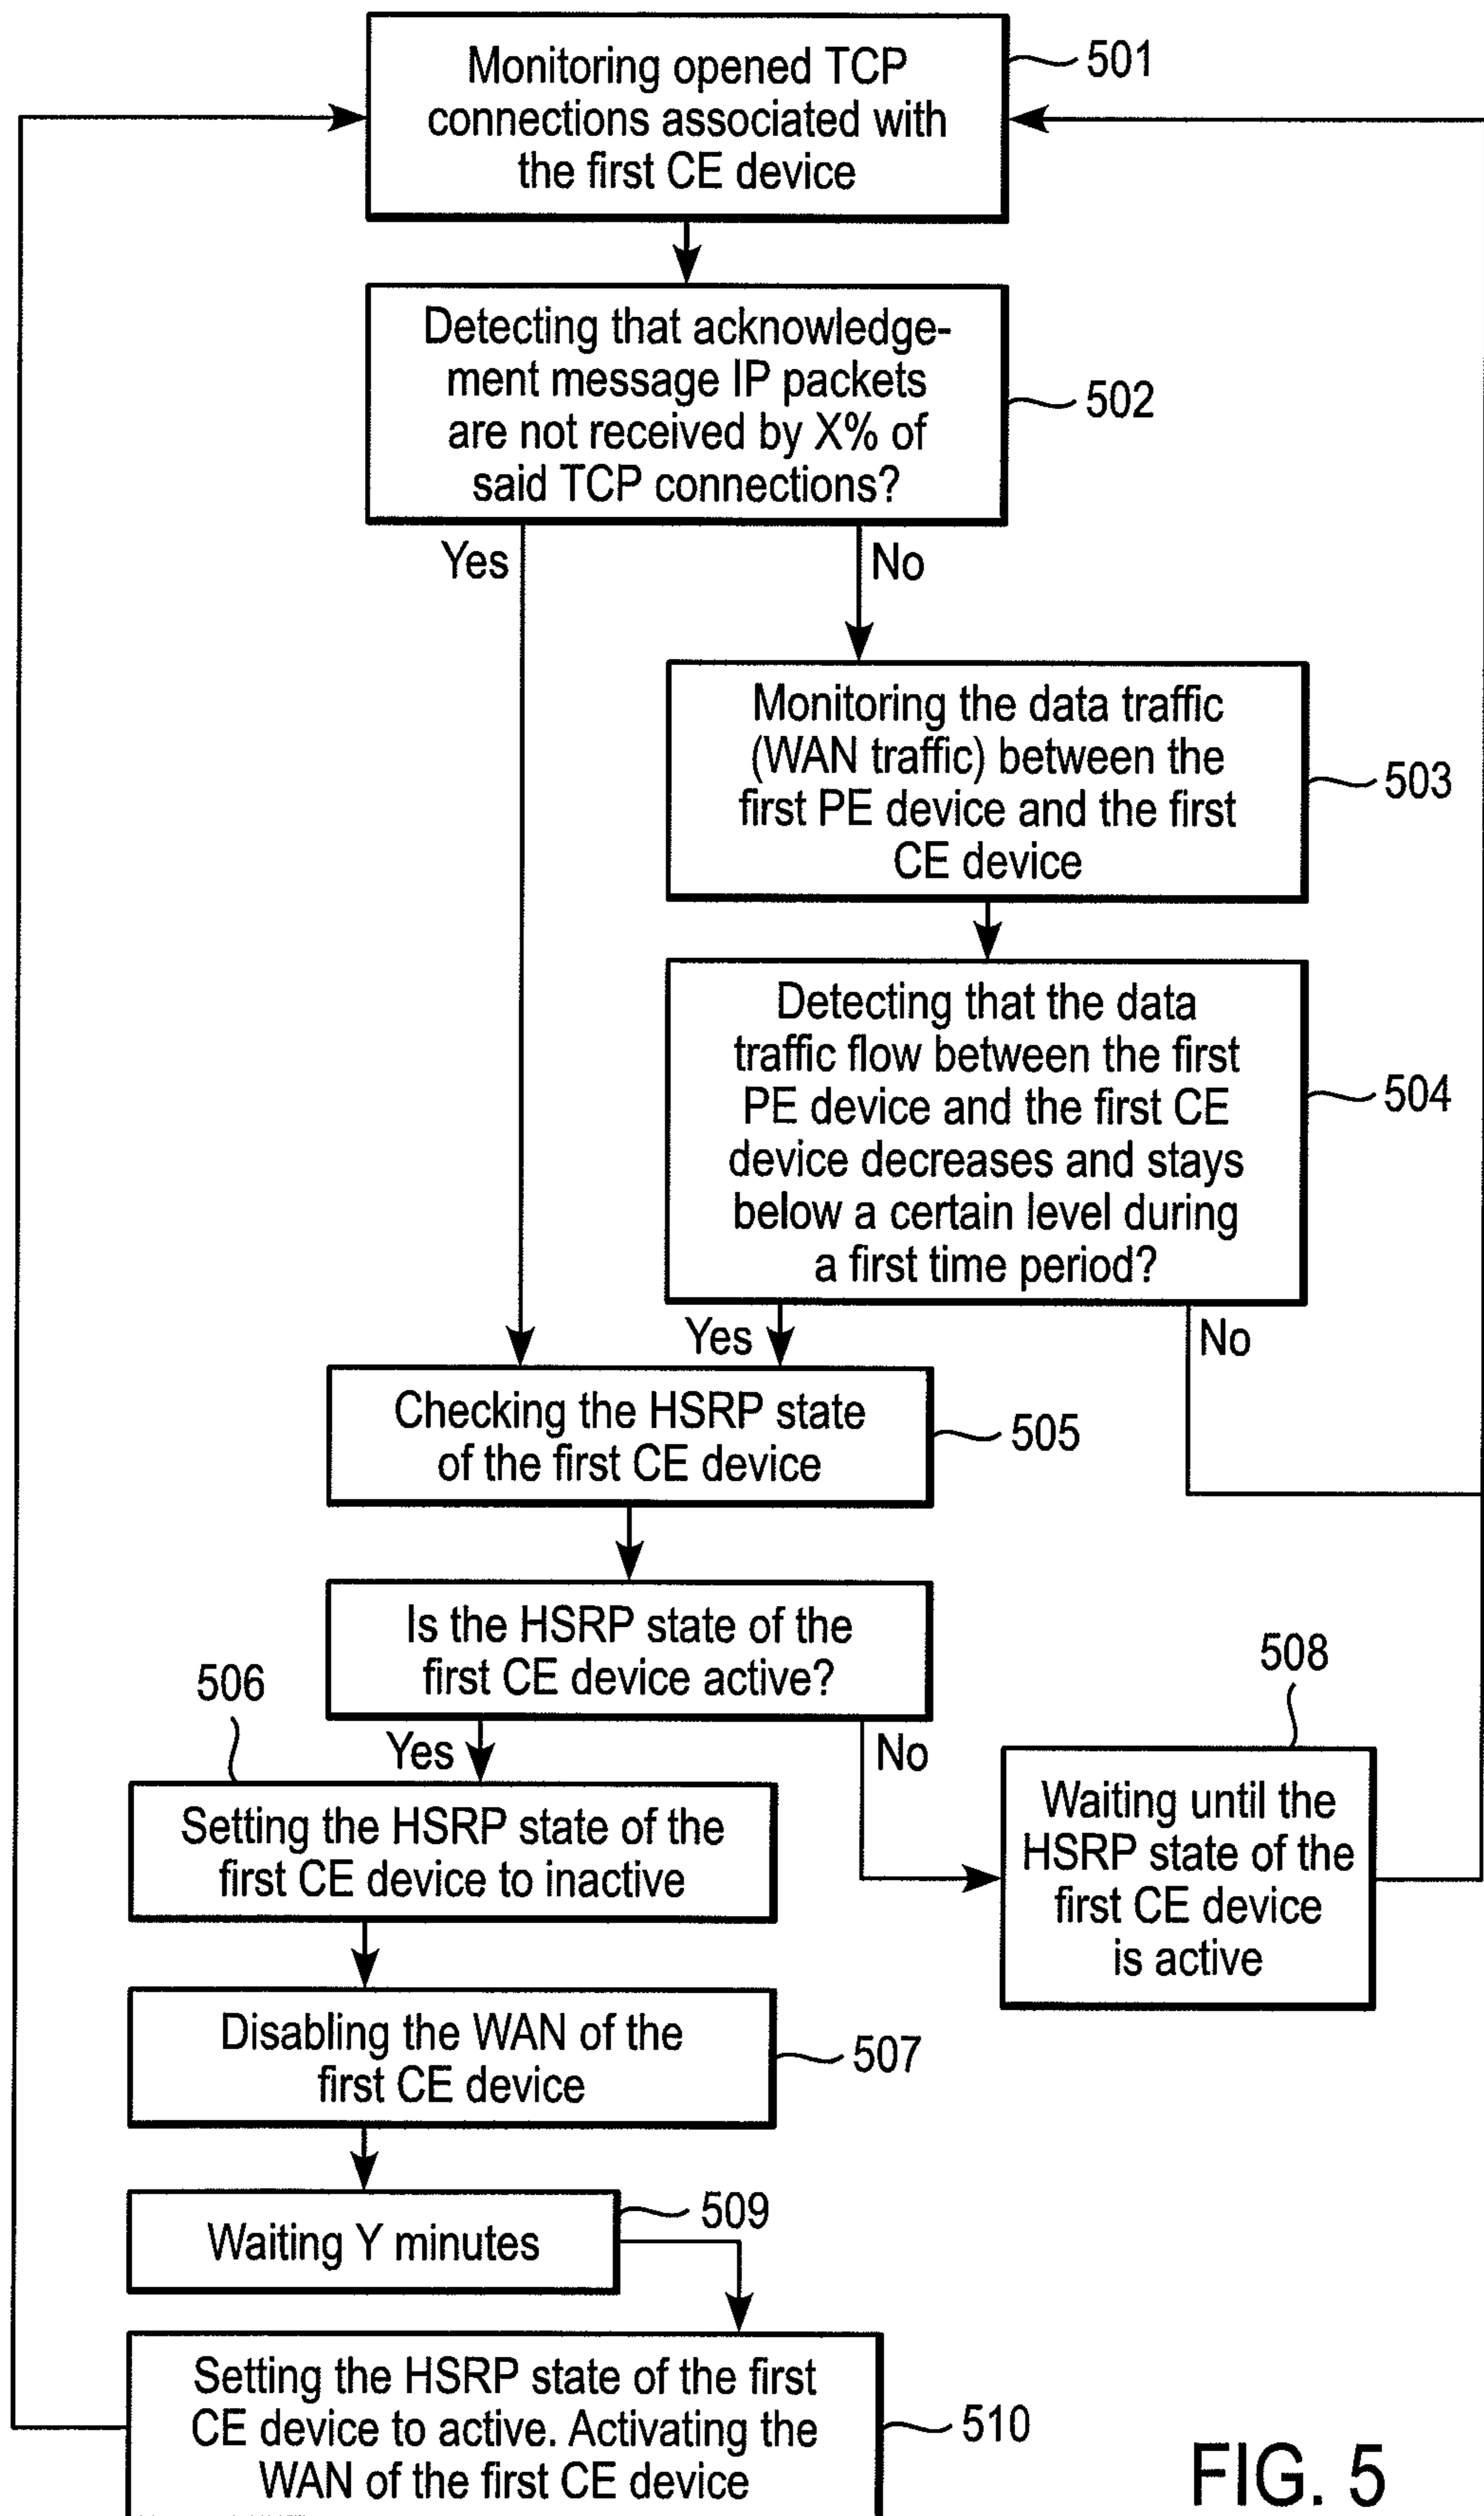 Monitoring opened TCP
connections associated with
the first CE device
501
Detecting that acknowledge-
ment message IP packets
are not received by X% of
said TCP connections?
502
Yes
No
Monitoring the data traffic
(WAN traffic) between the
first PE device and the first
CE device
503
Detecting that the data
traffic flow between the first
PE device and the first CE
device decreases and stays
below a certain level during
a first time period?
504
Yes
No
Checking the HSRP state
of the first CE device
505
Is the HSRP state of the
first CE device active?
506
Yes
No
508
Setting the HSRP state of the
first CE device to inactive
Waiting until the
HSRP state of the
first CE device
is active
Disabling the WAN of the
first CE device
507
Waiting Y minutes
509
Setting the HSRP state of the first
CE device to active. Activating the
WAN of the first CE device
510
FIG. 5